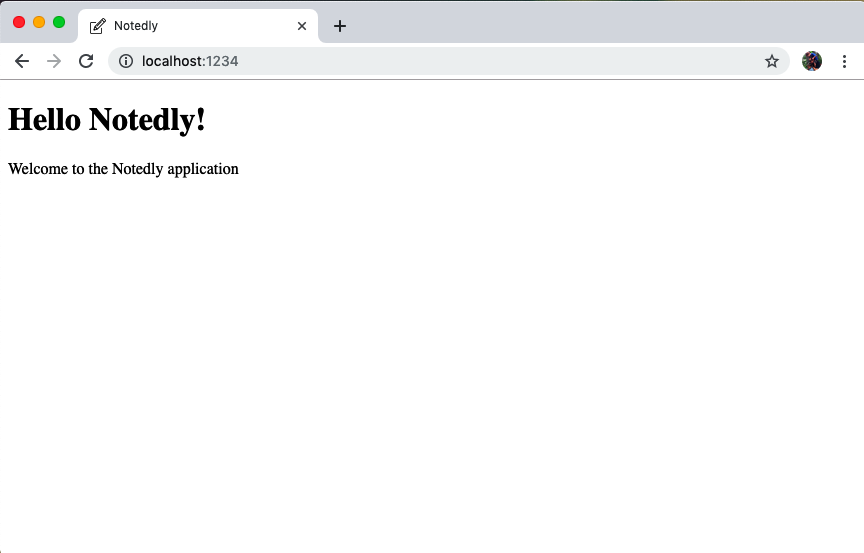 Notedly
localhost:1234
Hello Notedly!
Welcome to the Notedly application